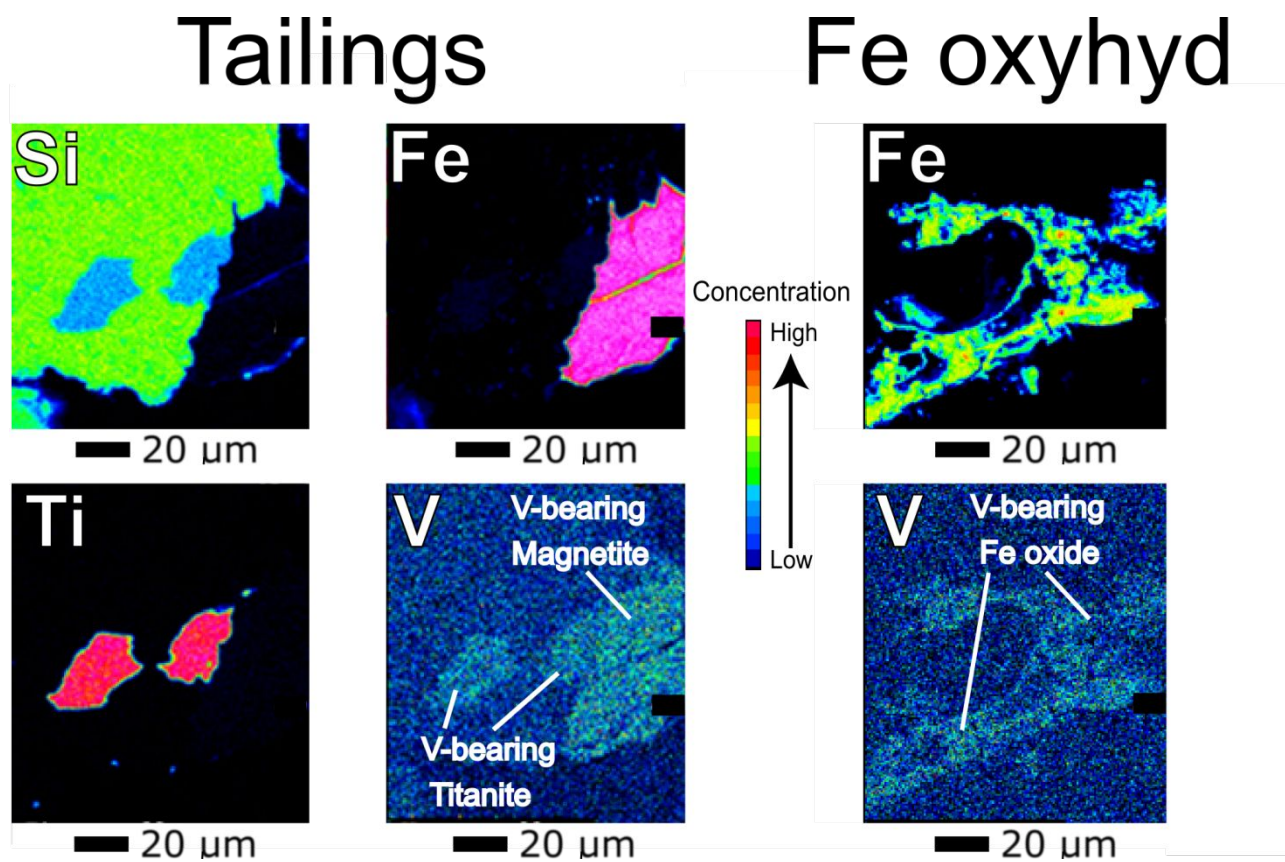 Tailings
Fe oxyhyd
Si
Fe
Fe
Concentration
High
Low
20 µm
20 µm
20 µm
Ti
V
V-bearing
Magnetite
V-bearing
Titanite
V
V-bearing
Fe oxide
20 µm
20 µm
20 µm